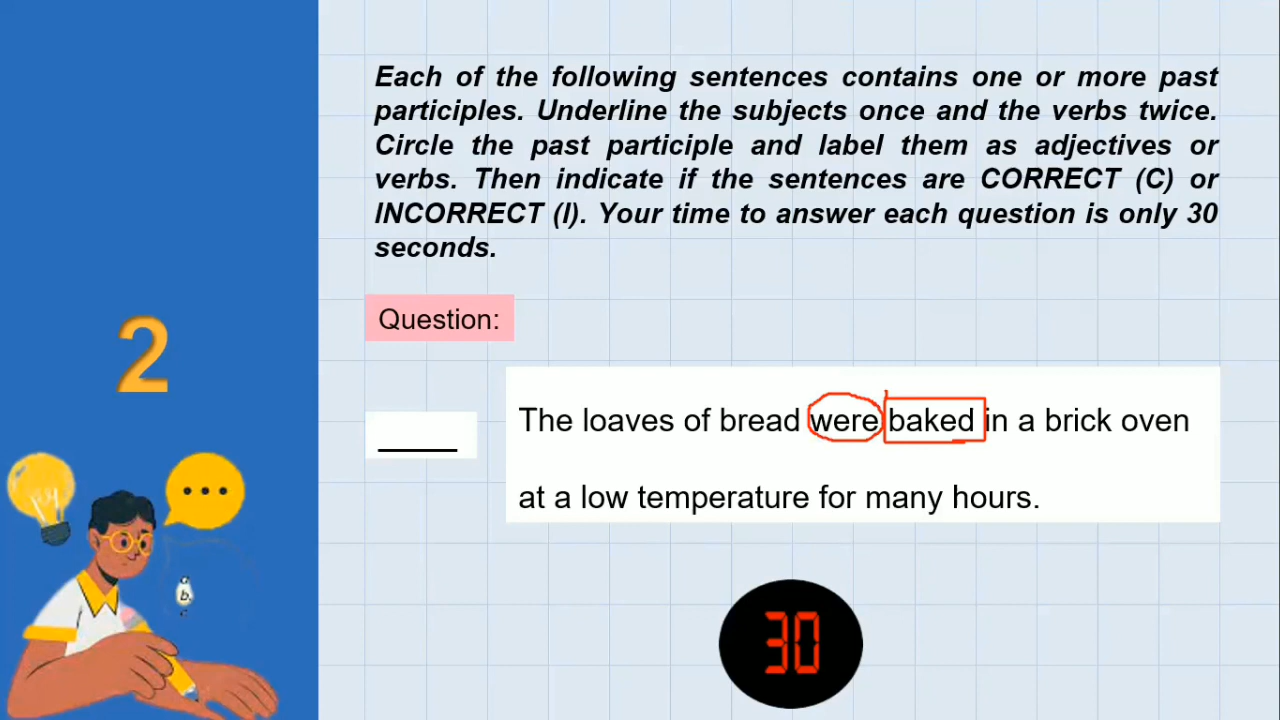 Each of the following sentences contains one or more past
participles. Underline the subjects once and the verbs twice.
Circle the past participle and label them as adjectives or
verbs. Then indicate if the sentences are CORRECT (C) or
INCORRECT (I). Your time to answer each question is only 30
seconds.
2
Question:
The loaves of bread were baked in a brick oven
at a low temperature for many hours.
30